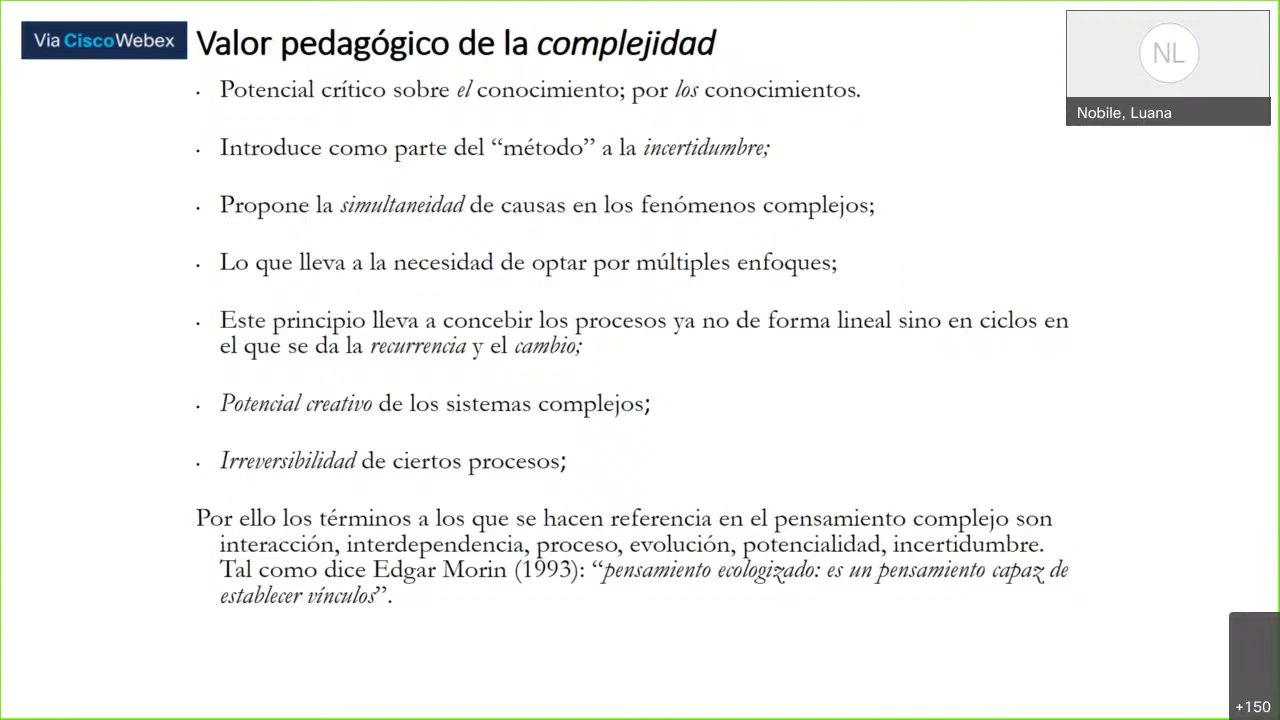 Vía CiscoWebex
Valor pedagógico de la complejidad
NL
Nobile, Luana
• Potencial crítico sobre el conocimiento; por los conocimientos.
• Introduce como parte del “método” a la incertidumbre;
• Propone la simultaneidad de causas en los fenómenos complejos;
• Lo que lleva a la necesidad de optar por múltiples enfoques;
• Este principio lleva a concebir los procesos ya no de forma lineal sino en ciclos en
el que se da la recurrencia y el cambio;
• Potencial creativo de los sistemas complejos;
• Irreversibilidad de ciertos procesos;
Por ello los términos a los que se hacen referencia en el pensamiento complejo son
interacción, interdependencia, proceso, evolución, potencialidad, incertidumbre.
Tal como dice Edgar Morin (1993): “pensamiento ecologizado: es un pensamiento capaz de
establecer vínculos”.
+150